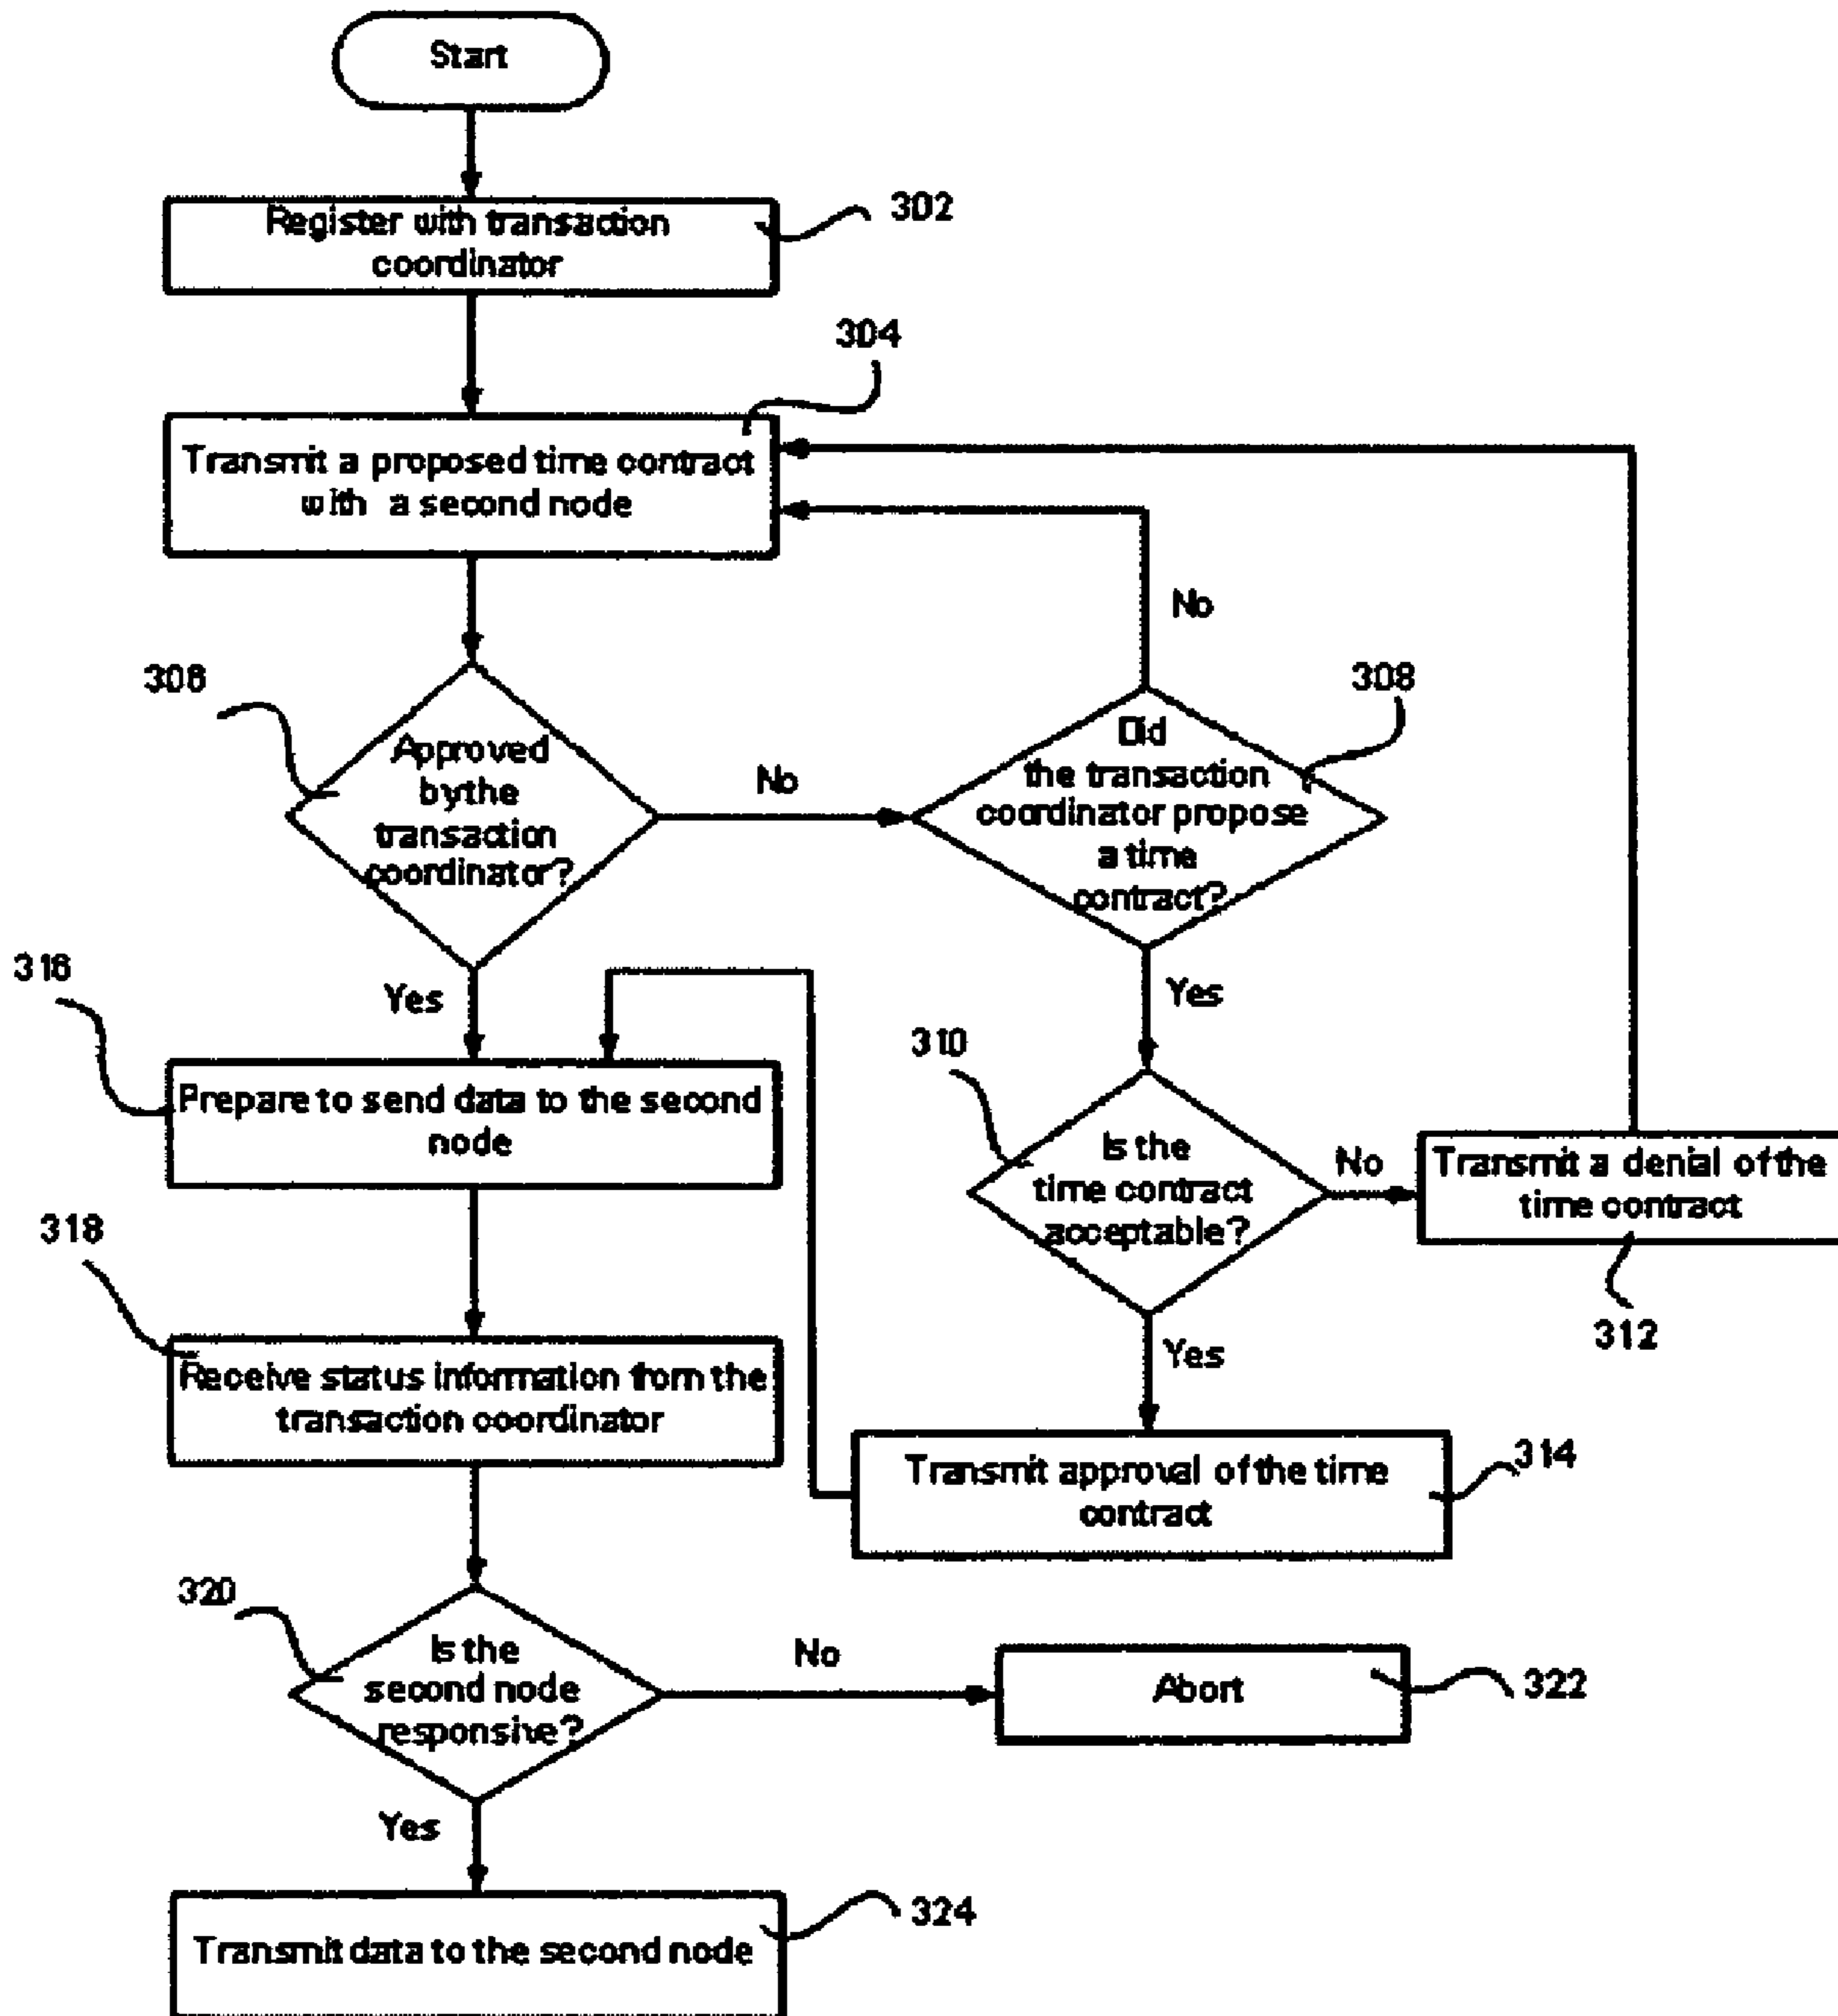 Start
Register with transaction
coordinator
302
304
Transmit a proposed time contract
with a second node
No
306
308
Approved
by the
transaction
coordinator?
No
Did
the transaction
coordinator propose
a time
contract?
316
Yes
Yes
310
Prepare to send data to the second
node
Is the
time contract
acceptable?
No
Transmit a denial of the
time contract
318
312
Receive status information from the
transaction coordinator
Yes
Transmit approval of the time
contract
314
320
Is the
second node
responsive?
No
Abort
322
Yes
324
Transmit data to the second node